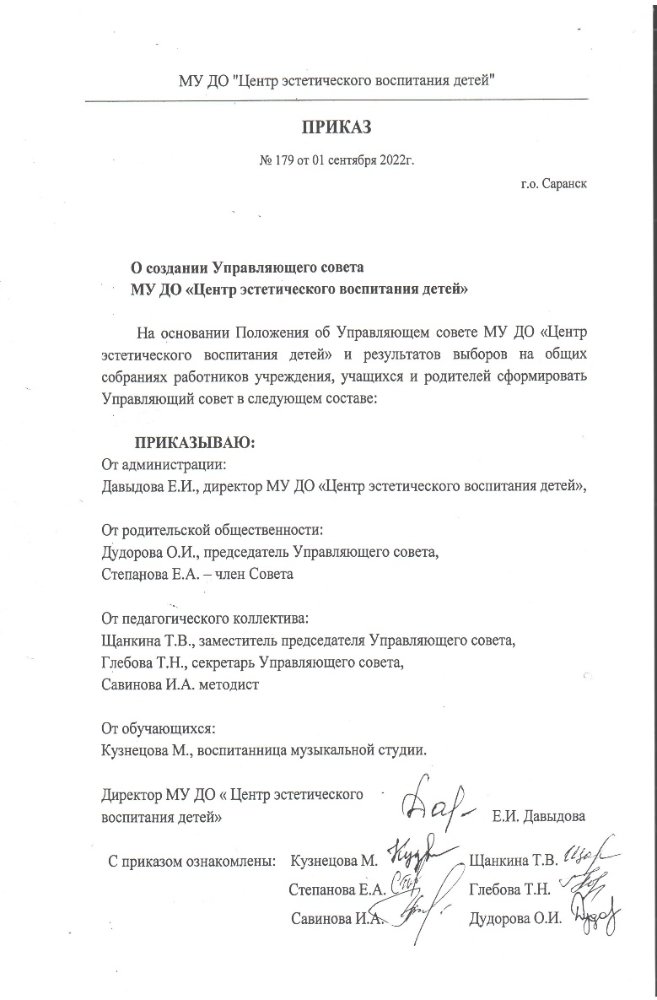 МУ ДО "Центр эстетического воспитания детей"
ПРИКАЗ
№ 179 от 01 сентября 2022г.
г.о. Саранск
О создании Управляющего совета
МУ ДО «Центр эстетического воспитания детей»
На основании Положения об Управляющем совете МУ ДО «Центр
эстетического воспитания детей» и результатов выборов на общих
собраниях работников учреждения, учащихся и родителей сформировать
Управляющий совет в следующем составе:
ПРИКАЗЫВАЮ:
От администрации:
Давыдова Е.И., директор МУ ДО «Центр эстетического воспитания детей»,
От родительской общественности:
Дудорова О.И., председатель Управляющего совета,
Степанова Е.А. – член Совета
От педагогического коллектива:
Щанкина Т.В., заместитель председателя Управляющего совета,
Глебова Т.Н., секретарь Управляющего совета,
Савинова И.А. методист
От обучающихся:
Кузнецова М., воспитанница музыкальной студии.
Директор МУ ДО « Центр эстетического
воспитания детей» Е.И. Давыдова
С приказом ознакомлены: Кузнецова М. Щанкина Т.В.
Степанова Е.А. Глебова Т.Н.
Савинова И.А. Дудорова О.И.